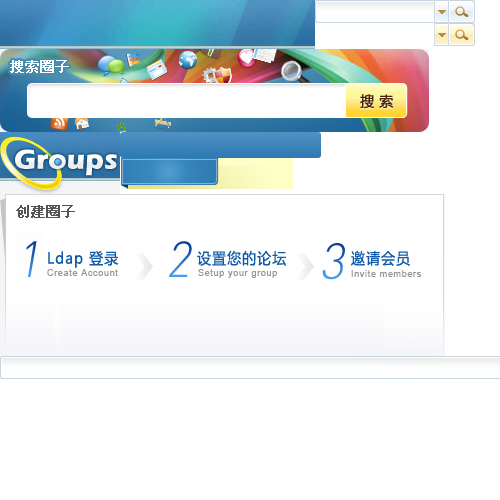 搜索圈子
搜 索
Groups
创建圈子
1 Ldap 登录
Create Account
2 设置您的论坛
Setup your group
3 邀请会员
Invite members